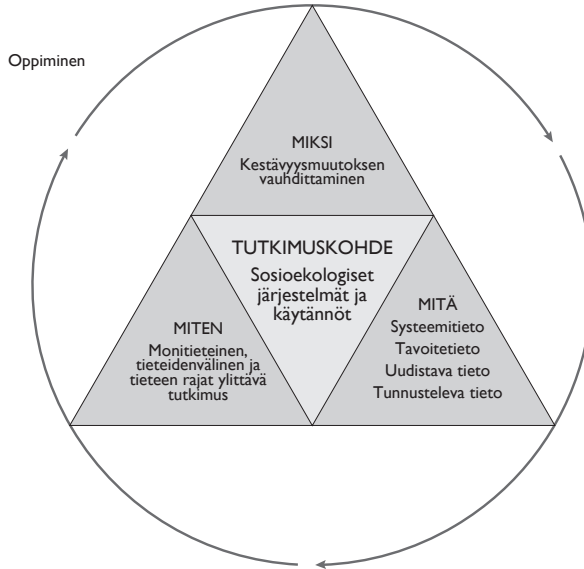 Oppiminen
MIKSI
Kestävyysmuutoksen
vauhdittaminen
TUTKIMUSKOHDE
Sosioekologiset
järjestelmät ja
käytännöt
MITEN
Monitieteinen,
tieteidenvälinen ja
tieteen rajat ylittävä
tutkimus
MITÄ
Systeemitieto
Tavoitetieto
Uudistava tieto
Tunnusteleva tieto